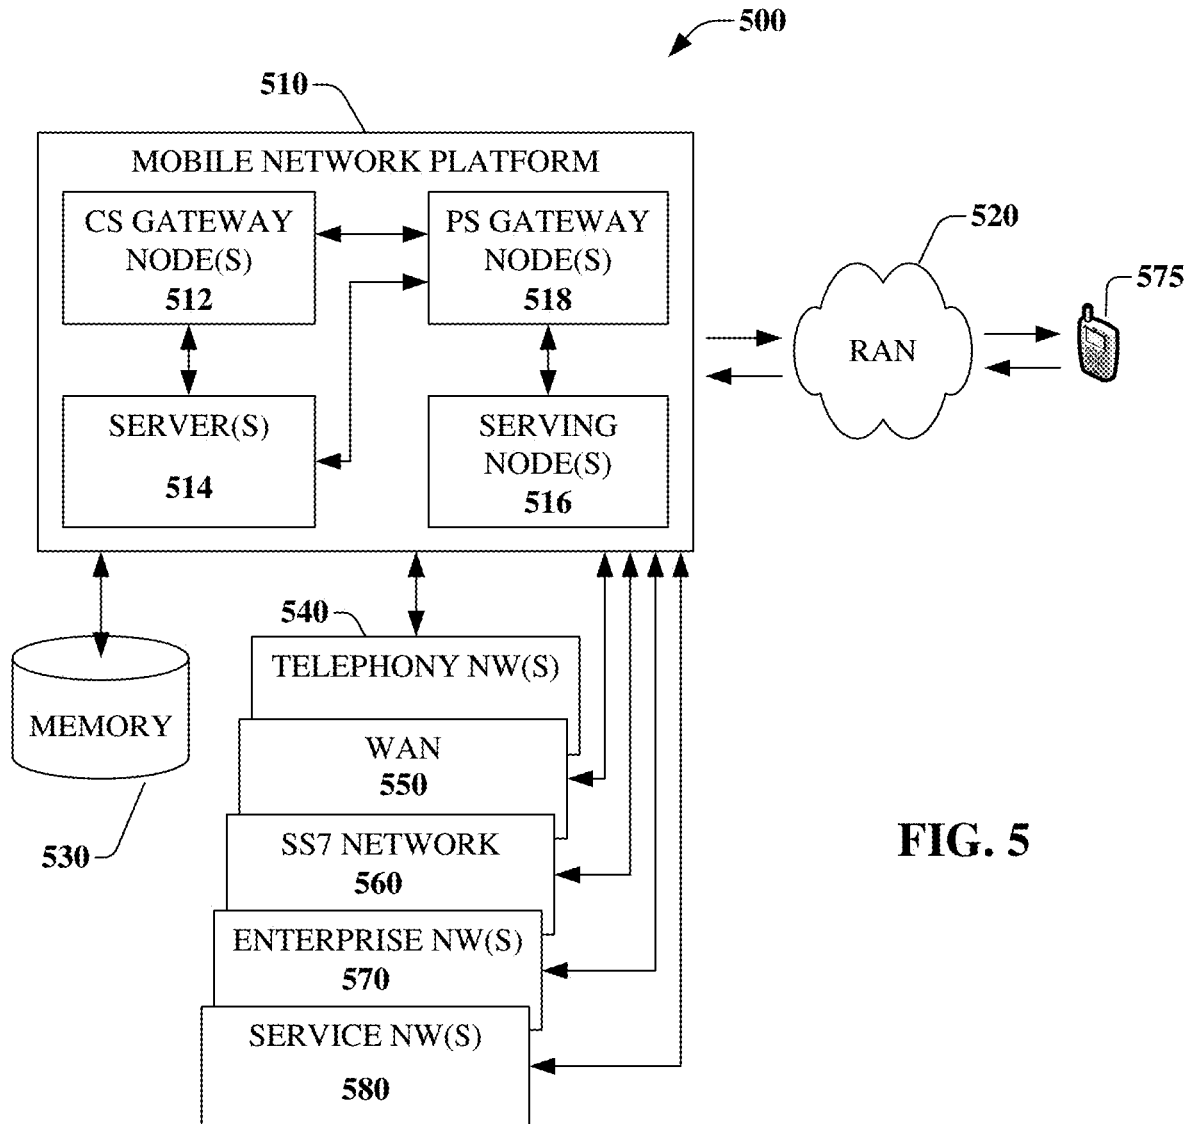 500
510
MOBILE NETWORK PLATFORM
CS GATEWAY
NODE(S)
512
PS GATEWAY
NODE(S)
518
SERVER(S)
514
SERVING
NODE(S)
516
520
RAN
575
540
TELEPHONY NW(S)
MEMORY
530
WAN
550
SS7 NETWORK
560
ENTERPRISE NW(S)
570
SERVICE NW(S)
580
FIG. 5